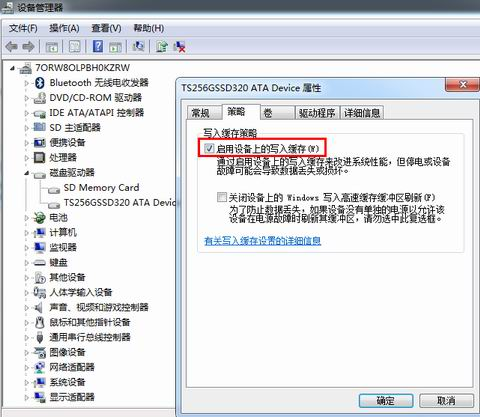 设备管理器
文件(F) 操作(A) 查看(V) 帮助(H)
7ORW8OLPBH0KZRW
Bluetooth 无线电收发器
DVD/CD-ROM 驱动器
IDE ATA/ATAPI 控制器
SD 主适配器
便携设备
处理器
磁盘驱动器
SD Memory Card
TS256GSSD320 ATA Devic
电池
计算机
监视器
键盘
其他设备
人体学输入设备
声音、视频和游戏控制器
鼠标和其他指针设备
通用串行总线控制器
图像设备
网络适配器
系统设备
显示适配器
TS256GSSD320 ATA Device 属性
常规 策略 卷 驱动程序 详细信息
写入缓存策略
启用设备上的写入缓存(W)
通过启用设备上的写入缓存来改进系统性能，但停电或设备
故障可能会导致数据丢失或损坏。
关闭设备上的 Windows 写入高速缓存缓冲区刷新(F)
为了防止数据丢失，如果设备没有单独的电源以允许该
设备在电源故障时刷新其缓冲区，请勿选中此复选框。
有关写入缓存设置的详细信息
确定 取消